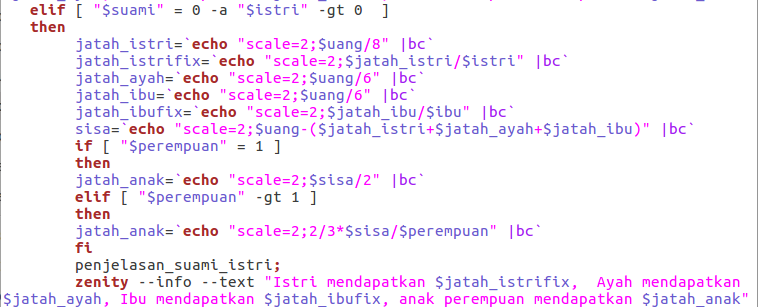 elif [ "$suami" = 0 -a "$istri" -gt 0  ]
then
jatah_istri=`echo "scale=2;$uang/8" |bc`
jatah_istrifix=`echo "scale=2;$jatah_istri/$istri" |bc`
jatah_ayah=`echo "scale=2;$uang/6" |bc`
jatah_ibu=`echo "scale=2;$uang/6" |bc`
jatah_ibufix=`echo "scale=2;$jatah_ibu/$ibu" |bc`
sisa=`echo "scale=2;$uang-($jatah_istri+$jatah_ayah+$jatah_ibu)" |bc`
if [ "$perempuan" = 1 ]
then
jatah_anak=`echo "scale=2;$sisa/2" |bc`
elif [ "$perempuan" -gt 1 ]
then
jatah_anak=`echo "scale=2;2/3*$sisa/$perempuan" |bc`
fi
penjelasan_suami_istri;
zenity --info --text "Istri mendapatkan $jatah_istrifix,  Ayah mendapatkan
$jatah_ayah, Ibu mendapatkan $jatah_ibufix, anak perempuan mendapatkan $jatah_anak"